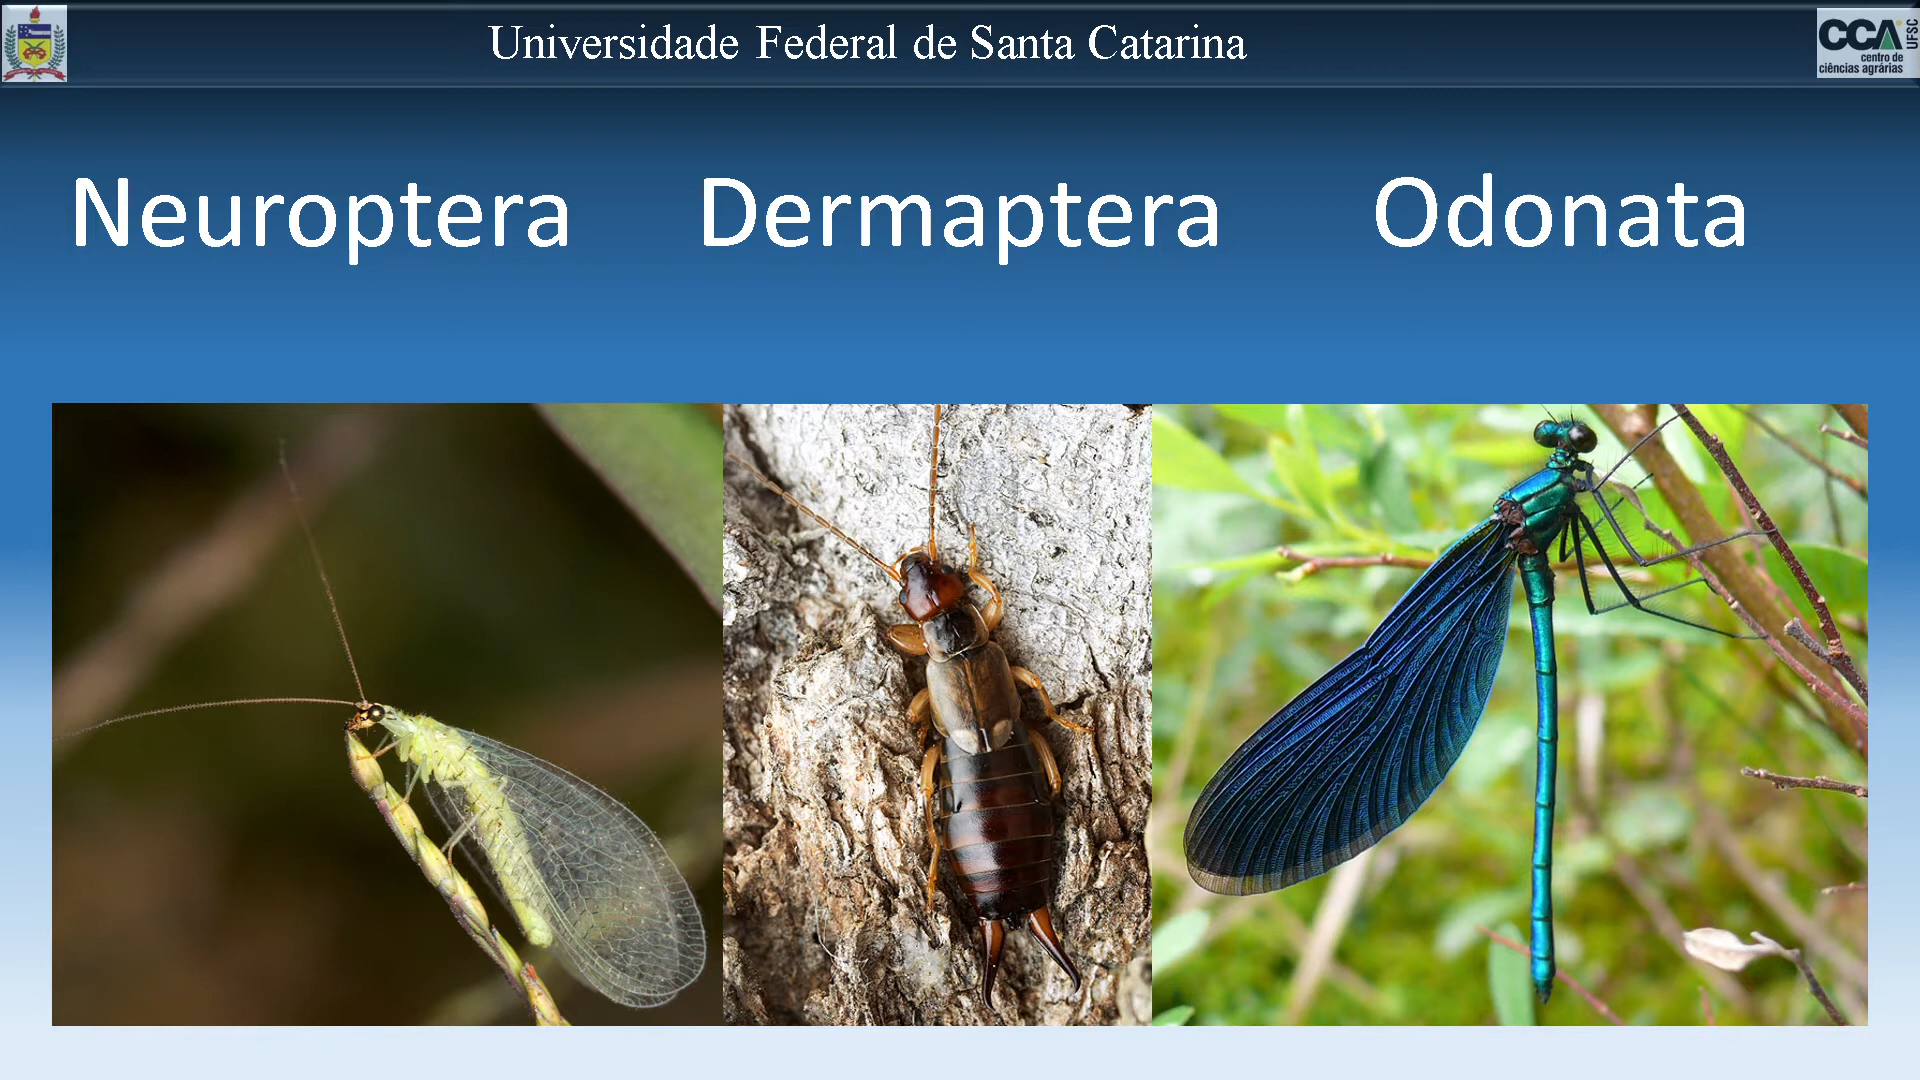 Universidade Federal de Santa Catarina
CCA UFSC
centro de
ciências agrárias
Neuroptera Dermaptera Odonata